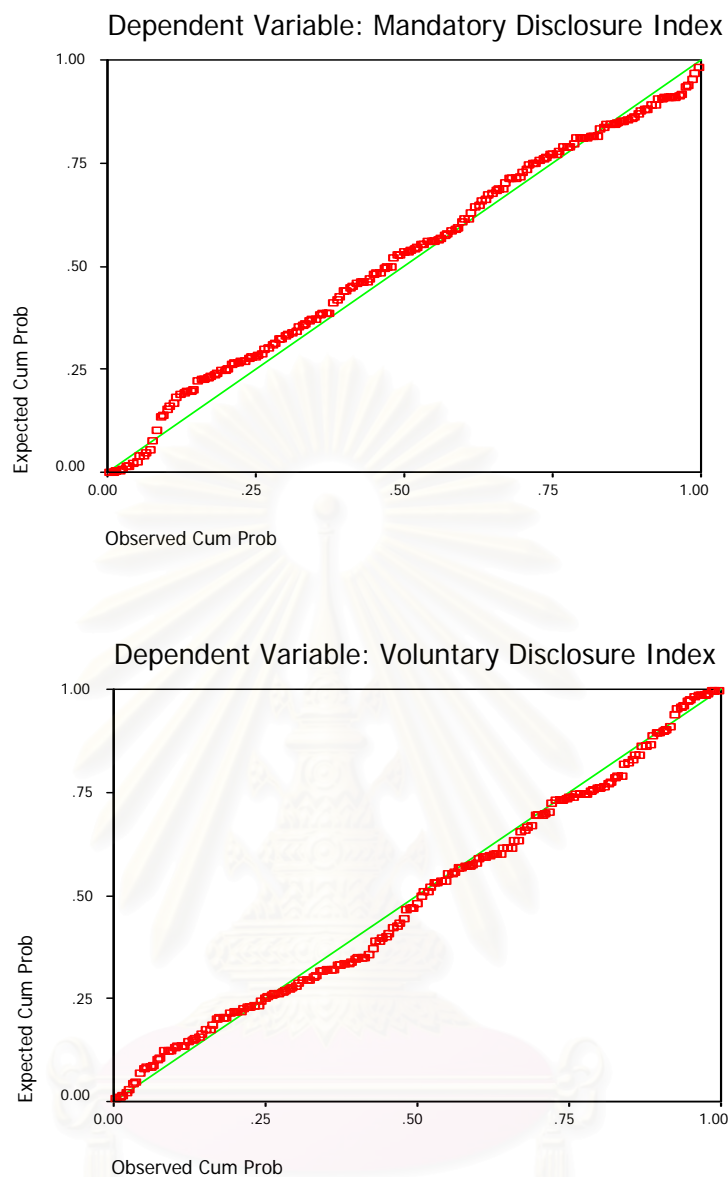 Dependent Variable: Mandatory Disclosure Index
1.00
.75
.50
.25
0.00
Expected Cum Prob
0.00 .25 .50 .75 1.00
Observed Cum Prob
Dependent Variable: Voluntary Disclosure Index
1.00
.75
.50
.25
0.00
Expected Cum Prob
0.00 .25 .50 .75 1.00
Observed Cum Prob